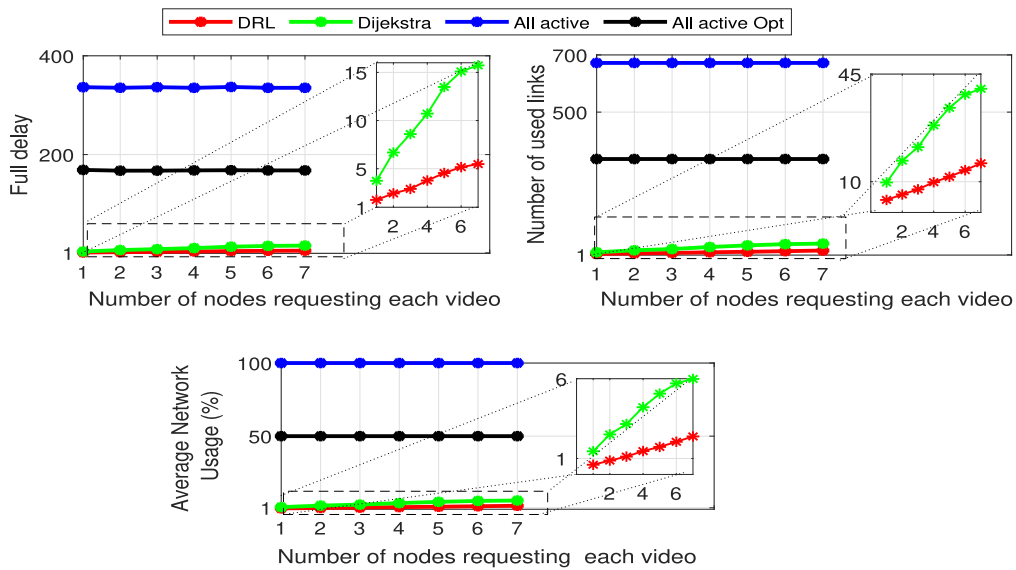 DRL Dijekstra All active All active Opt
400
200
1
Full delay
15
10
5
1
2 4 6
1 2 3 4 5 6 7
Number of nodes requesting each video
700
500
1
Number of used links
45
10
2 4 6
1 2 3 4 5 6 7
Number of nodes requesting each video
100
50
1
Average Network
Usage (%)
6
1
2 4 6
1 2 3 4 5 6 7
Number of nodes requesting each video